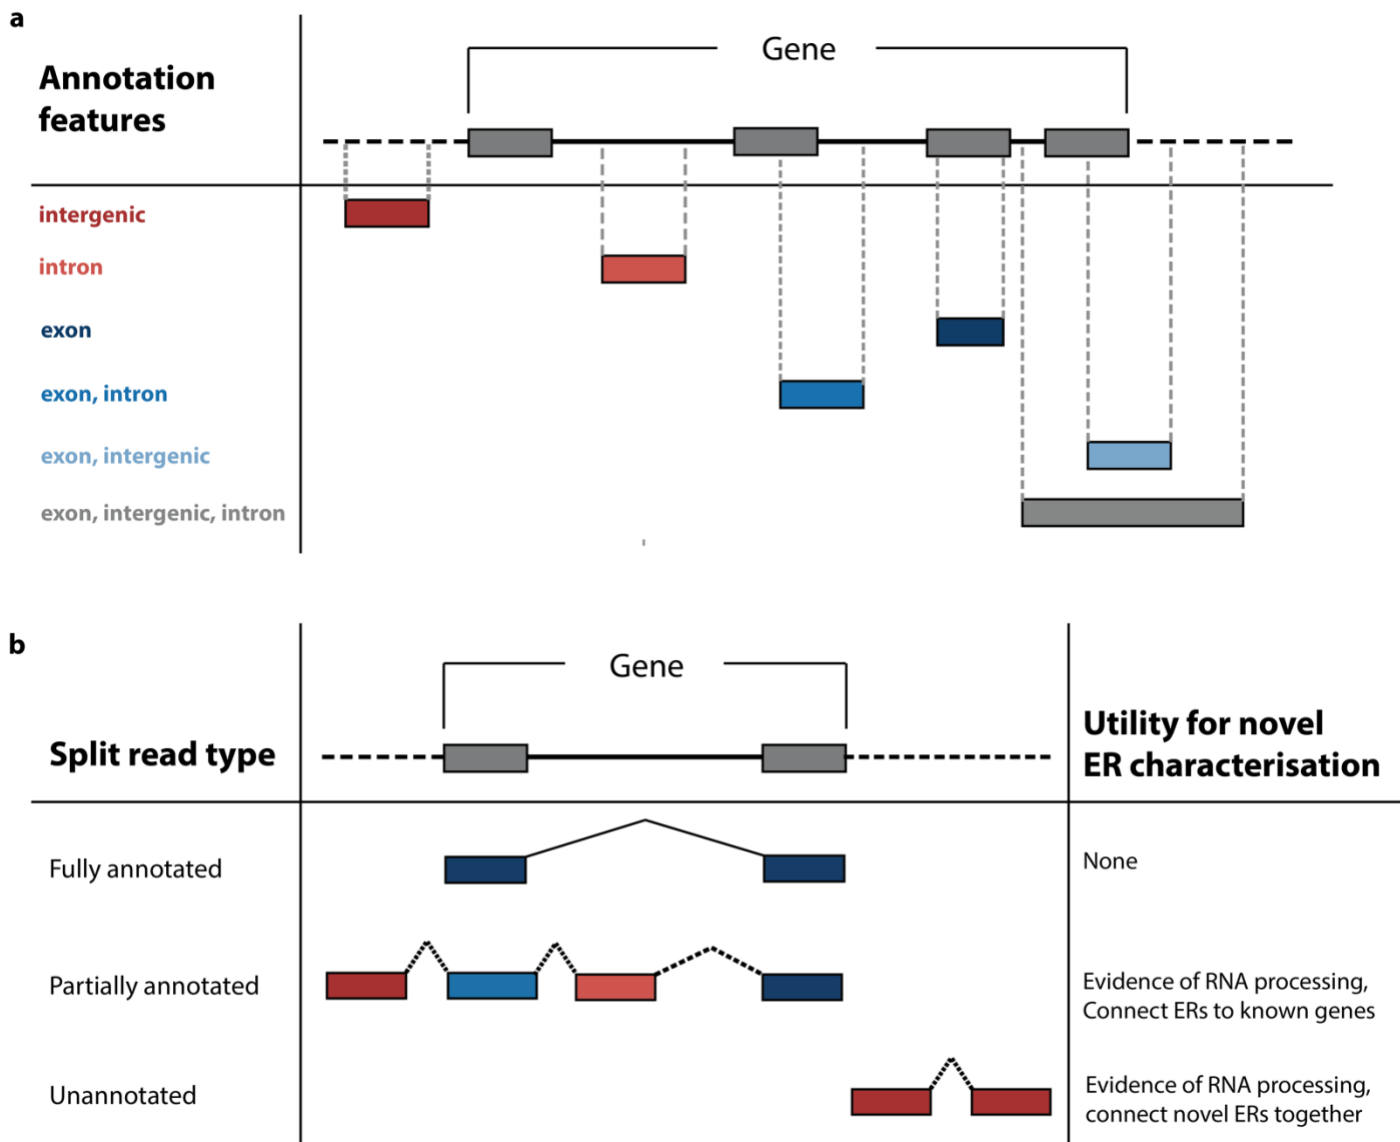 a
Annotation
features
Gene
intergenic
intron
exon
exon, intron
exon, intergenic
exon, intergenic, intron
b
Gene
Split read type
Utility for novel
ER characterisation
Fully annotated
None
Partially annotated
Evidence of RNA processing,
Connect ERs to known genes
Unannotated
Evidence of RNA processing,
connect novel ERs together